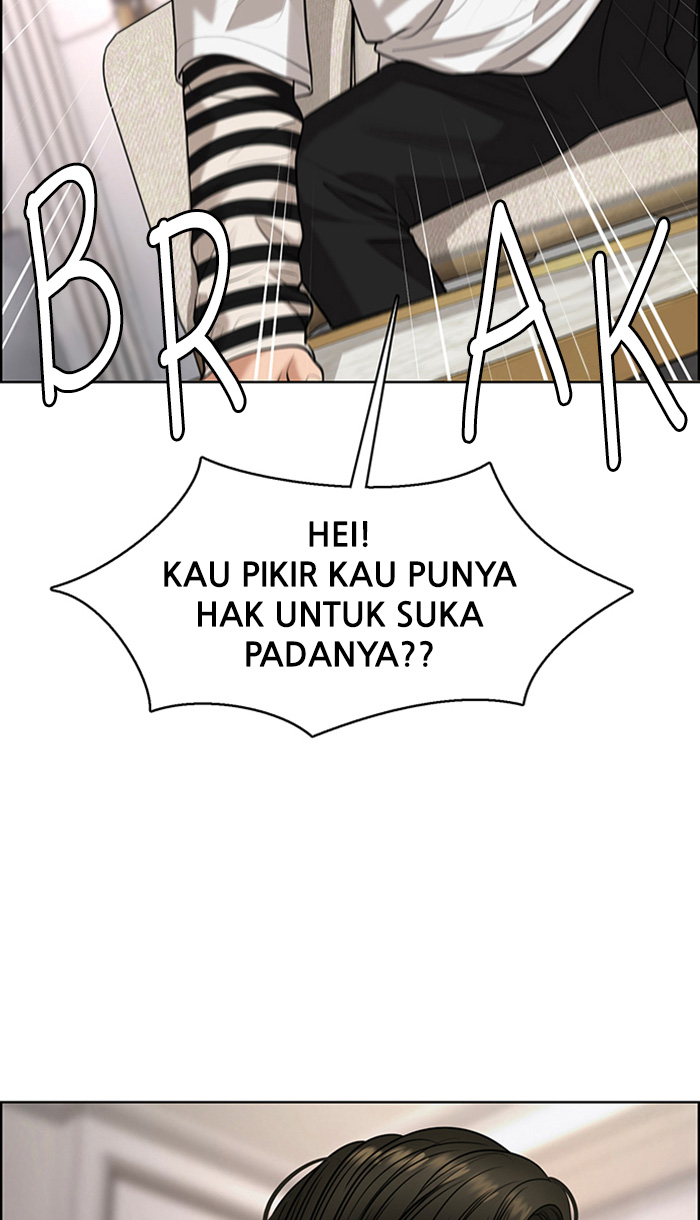 BRAK
HEI!
KAU PIKIR KAU PUNYA
HAK UNTUK SUKA
PADANYA??